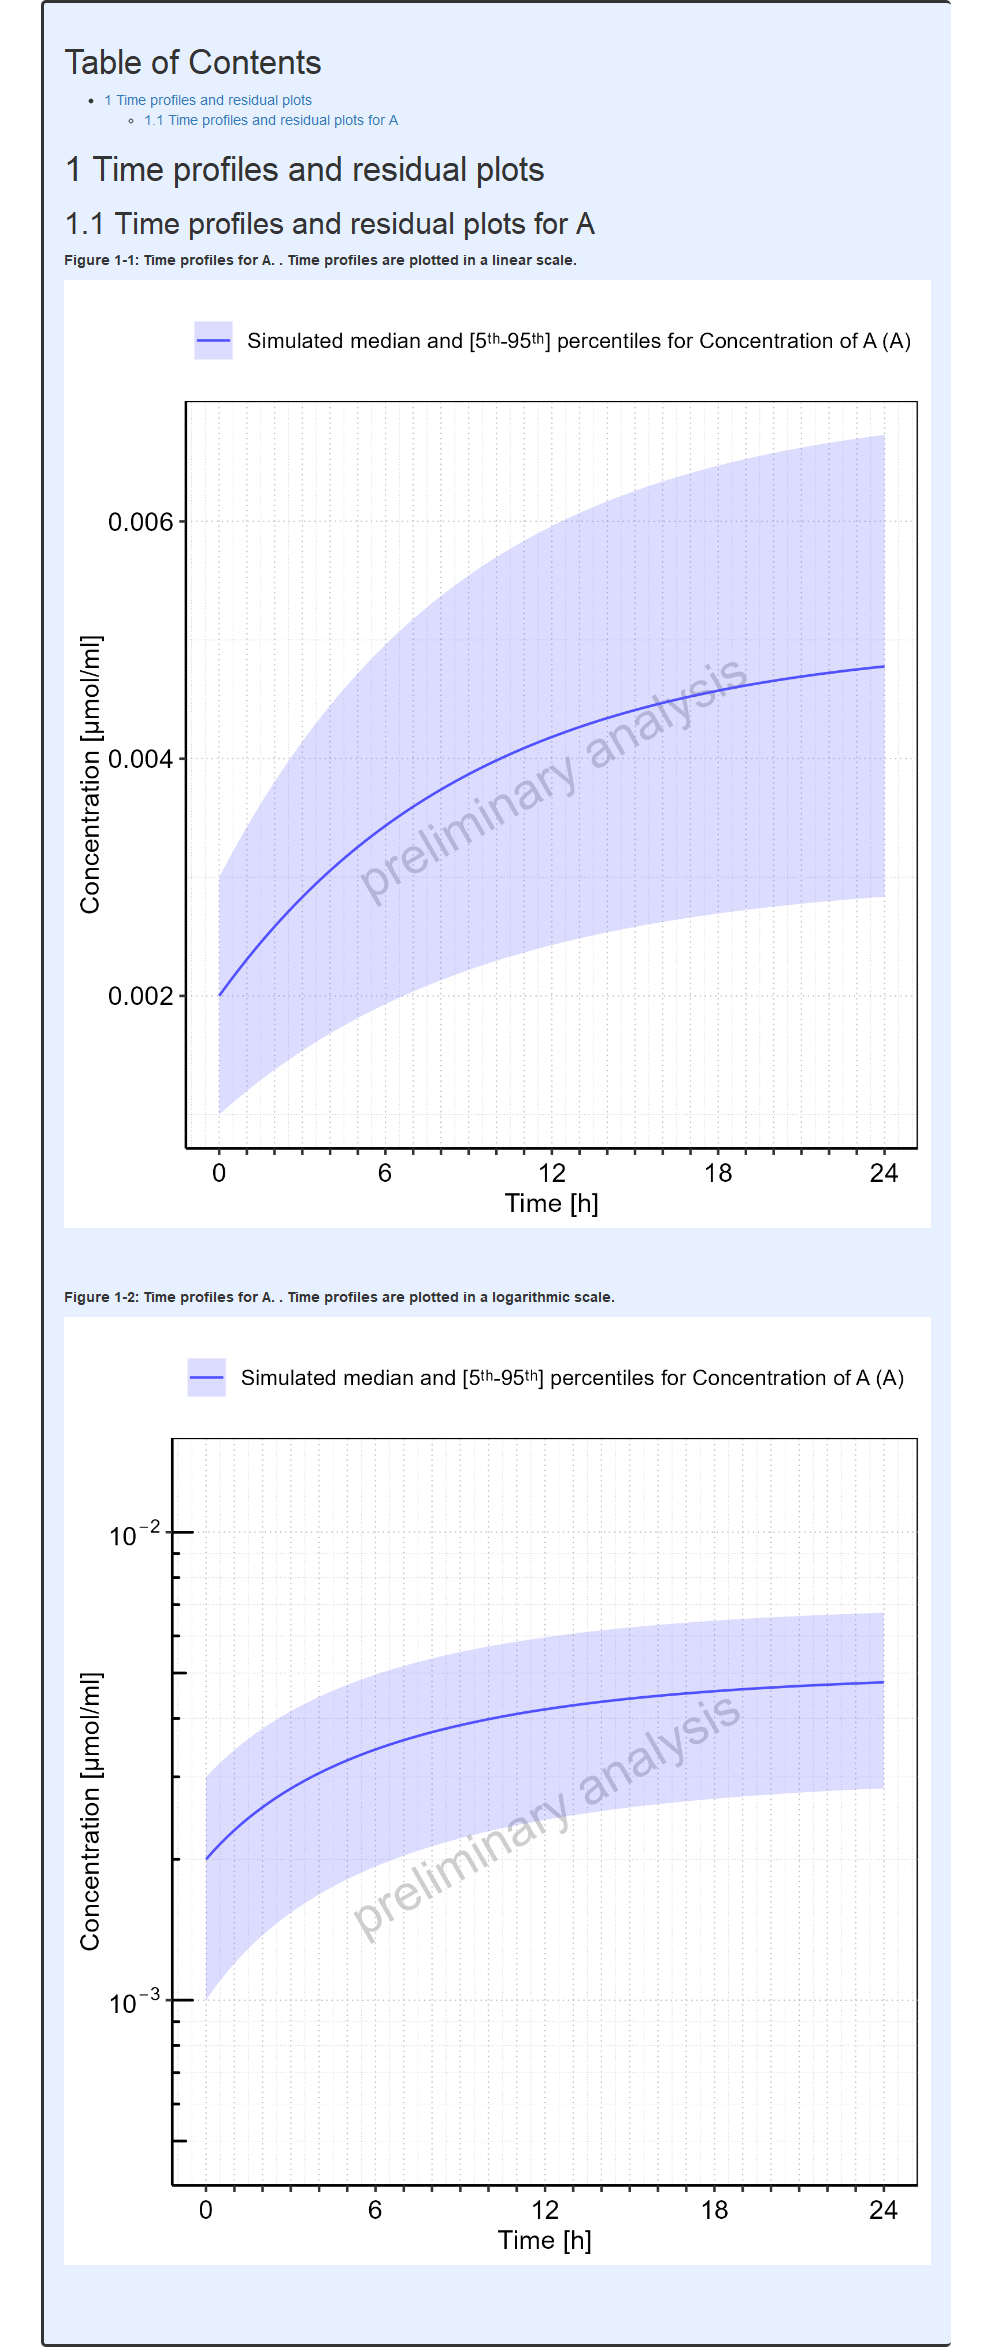 Table of Contents
1 Time profiles and residual plots
1.1 Time profiles and residual plots for A
1 Time profiles and residual plots
1.1 Time profiles and residual plots for A
Figure 1-1: Time profiles for A. . Time profiles are plotted in a linear scale.
Simulated median and [5th-95th] percentiles for Concentration of A (A)
0.006
0.004
0.002
Concentration [µmol/ml]
preliminary analysis
0 6 12 18 24
Time [h]
Figure 1-2: Time profiles for A. . Time profiles are plotted in a logarithmic scale.
Simulated median and [5th-95th] percentiles for Concentration of A (A)
10⁻²
10⁻³
Concentration [µmol/ml]
preliminary analysis
0 6 12 18 24
Time [h]